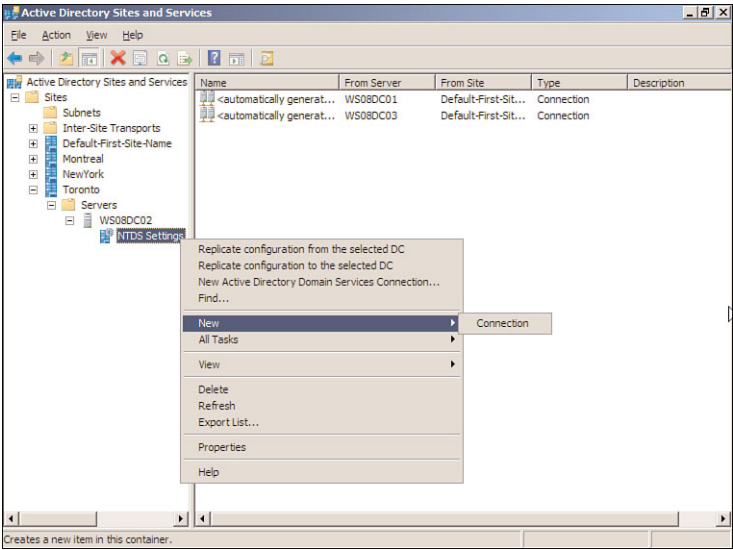 Active Directory Sites and Services
File Action View Help
Active Directory Sites and Services
Sites
Subnets
Inter-Site Transports
Default-First-Site-Name
Montreal
NewYork
Toronto
Servers
WS08DC02
NTDS Settings
Name From Server From Site Type Description
<automatically generat... WS08DC01 Default-First-Sit... Connection
<automatically generat... WS08DC03 Default-First-Sit... Connection
Replicate configuration from the selected DC
Replicate configuration to the selected DC
New Active Directory Domain Services Connection...
Find...
New
Connection
All Tasks
View
Delete
Refresh
Export List...
Properties
Help
Creates a new item in this container.